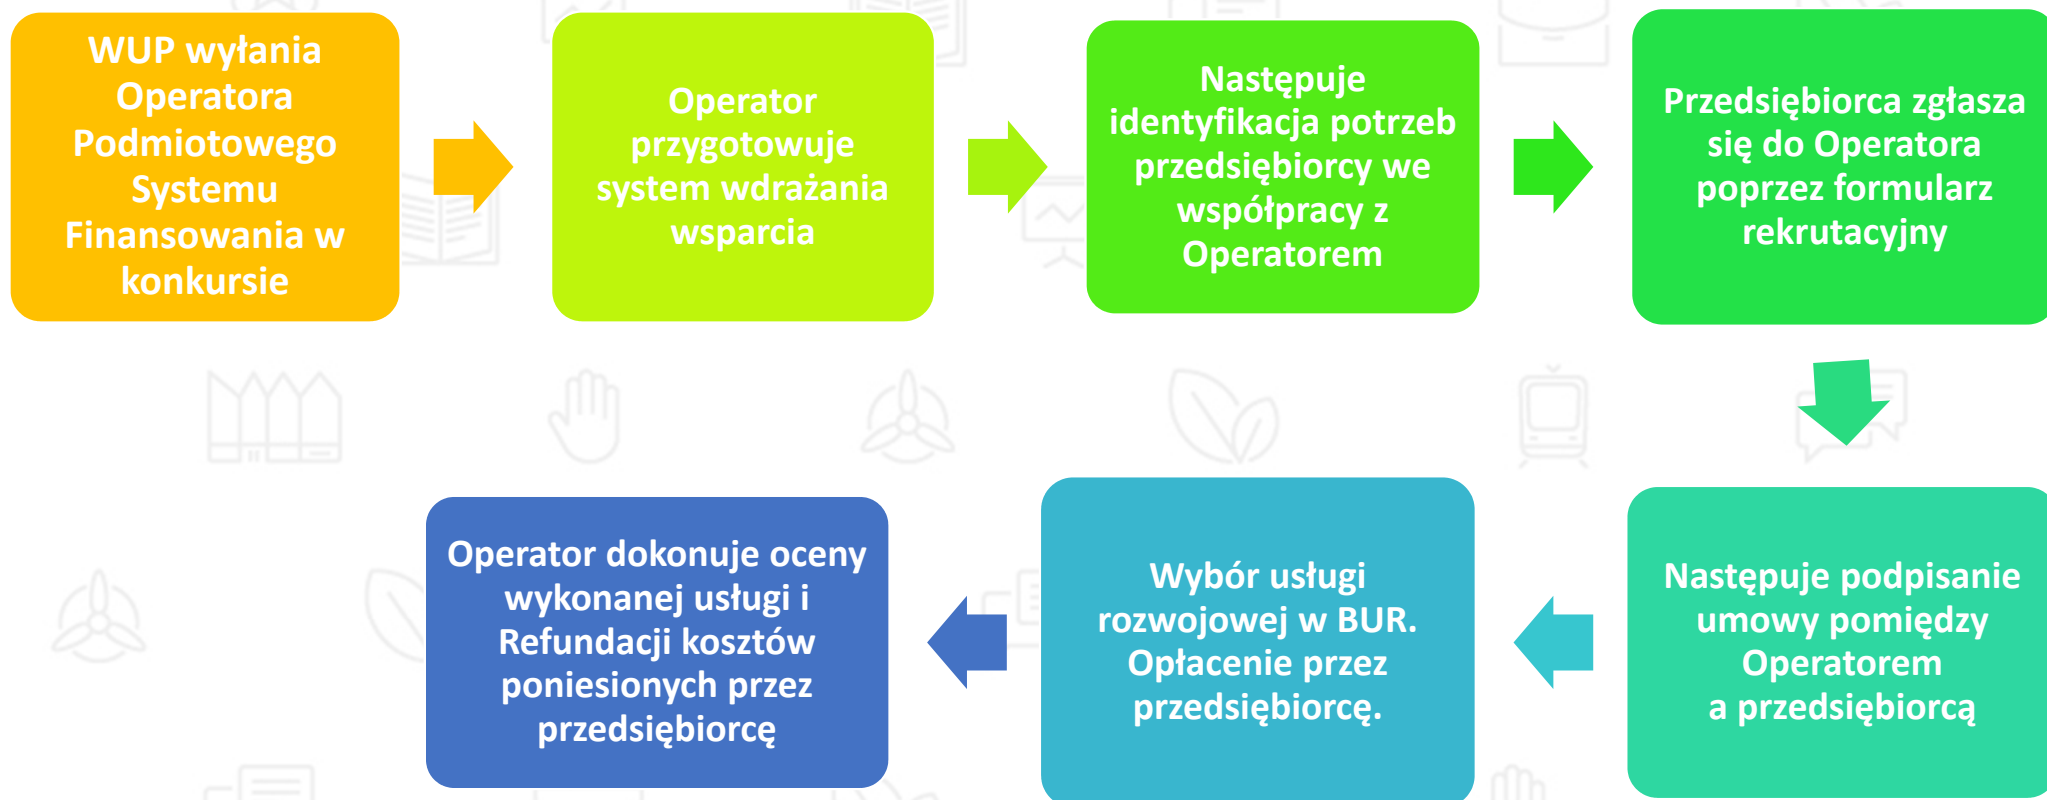 WUP wyłania
Operatora
Podmiotowego
Systemu
Finansowania w
konkursie
Operator
przygotowuje
system wdrażania
wsparcia
Następuje
identyfikacja potrzeb
przedsiębiorcy we
współpracy z
Operatorem
Przedsiębiorca zgłasza
się do Operatora
poprzez formularz
rekrutacyjny
Następuje podpisanie
umowy pomiędzy
Operatorem
a przedsiębiorcą
Wybór usługi
rozwojowej w BUR.
Opłacenie przez
przedsiębiorcę.
Operator dokonuje oceny
wykonanej usługi i
Refundacji kosztów
poniesionych przez
przedsiębiorcę